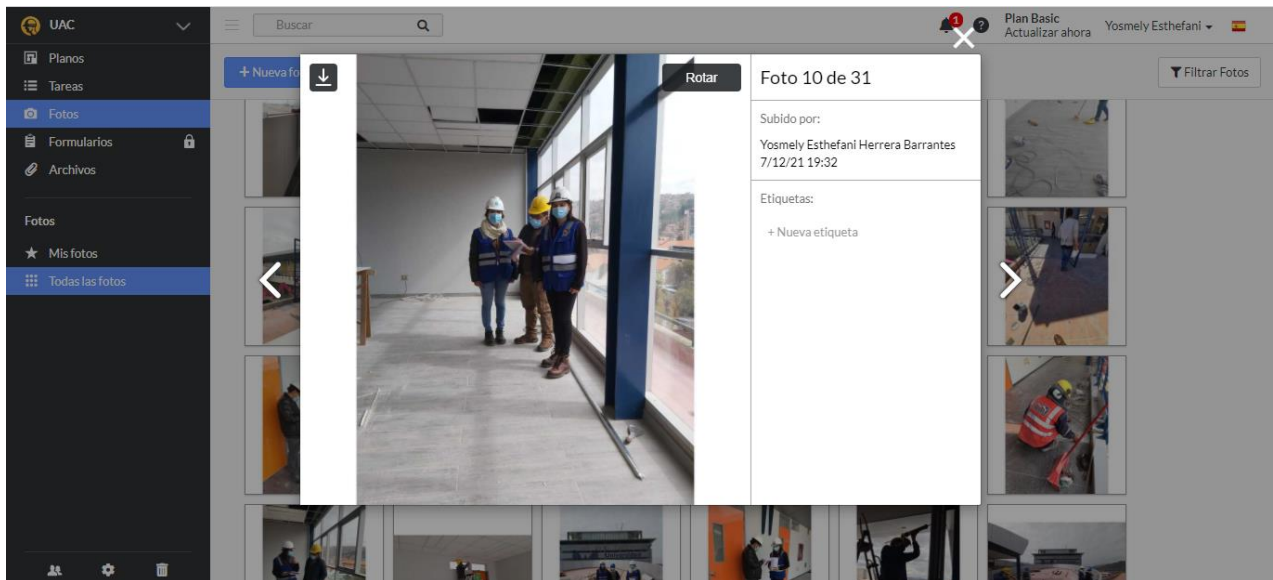 UAC
Buscar
1
?
Plan Basic
Actualizar ahora
Yosmely Esthefani
Planos
Tareas
Fotos
Formularios
Archivos
Fotos
Mis fotos
Todas las fotos
+ Nueva fo
Filtrar Fotos
Rotar
Foto 10 de 31
Subido por:
Yosmely Esthefani Herrera Barrantes
7/12/21 19:32
Etiquetas:
+ Nueva etiqueta